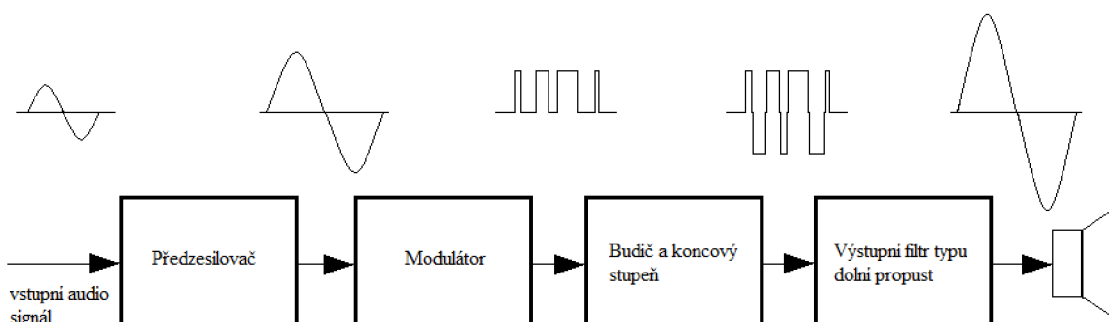 Předzesilovač
Modulátor
Budič a koncový
stupeň
Výstupní filtr typu
dolní propust
vstupní audio
signál